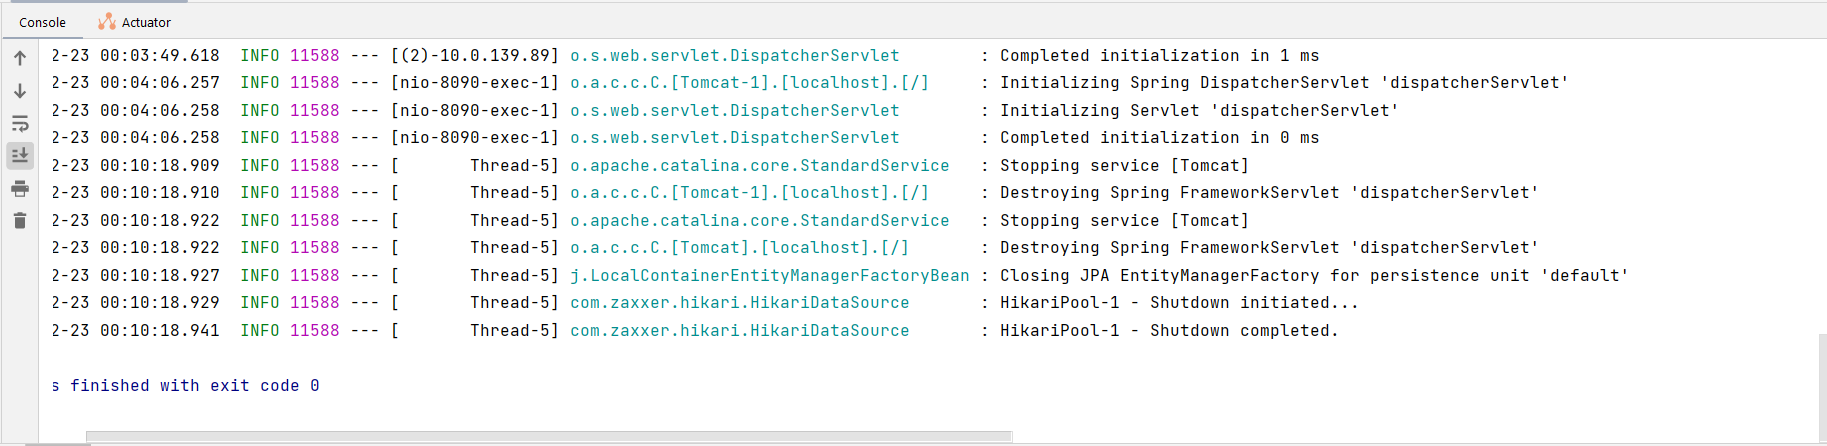 Console Actuator
2-23 00:03:49.618  INFO 11588 --- [(2)-10.0.139.89] o.s.web.servlet.DispatcherServlet        : Completed initialization in 1 ms
2-23 00:04:06.257  INFO 11588 --- [nio-8090-exec-1] o.a.c.c.C.[Tomcat-1].[localhost].[/]     : Initializing Spring DispatcherServlet 'dispatcherServlet'
2-23 00:04:06.258  INFO 11588 --- [nio-8090-exec-1] o.s.web.servlet.DispatcherServlet        : Initializing Servlet 'dispatcherServlet'
2-23 00:04:06.258  INFO 11588 --- [nio-8090-exec-1] o.s.web.servlet.DispatcherServlet        : Completed initialization in 0 ms
2-23 00:10:18.909  INFO 11588 --- [       Thread-5] o.apache.catalina.core.StandardService   : Stopping service [Tomcat]
2-23 00:10:18.910  INFO 11588 --- [       Thread-5] o.a.c.c.C.[Tomcat-1].[localhost].[/]     : Destroying Spring FrameworkServlet 'dispatcherServlet'
2-23 00:10:18.922  INFO 11588 --- [       Thread-5] o.apache.catalina.core.StandardService   : Stopping service [Tomcat]
2-23 00:10:18.922  INFO 11588 --- [       Thread-5] o.a.c.c.C.[Tomcat].[localhost].[/]       : Destroying Spring FrameworkServlet 'dispatcherServlet'
2-23 00:10:18.927  INFO 11588 --- [       Thread-5] j.LocalContainerEntityManagerFactoryBean : Closing JPA EntityManagerFactory for persistence unit 'default'
2-23 00:10:18.929  INFO 11588 --- [       Thread-5] com.zaxxer.hikari.HikariDataSource       : HikariPool-1 - Shutdown initiated...
2-23 00:10:18.941  INFO 11588 --- [       Thread-5] com.zaxxer.hikari.HikariDataSource       : HikariPool-1 - Shutdown completed.
s finished with exit code 0